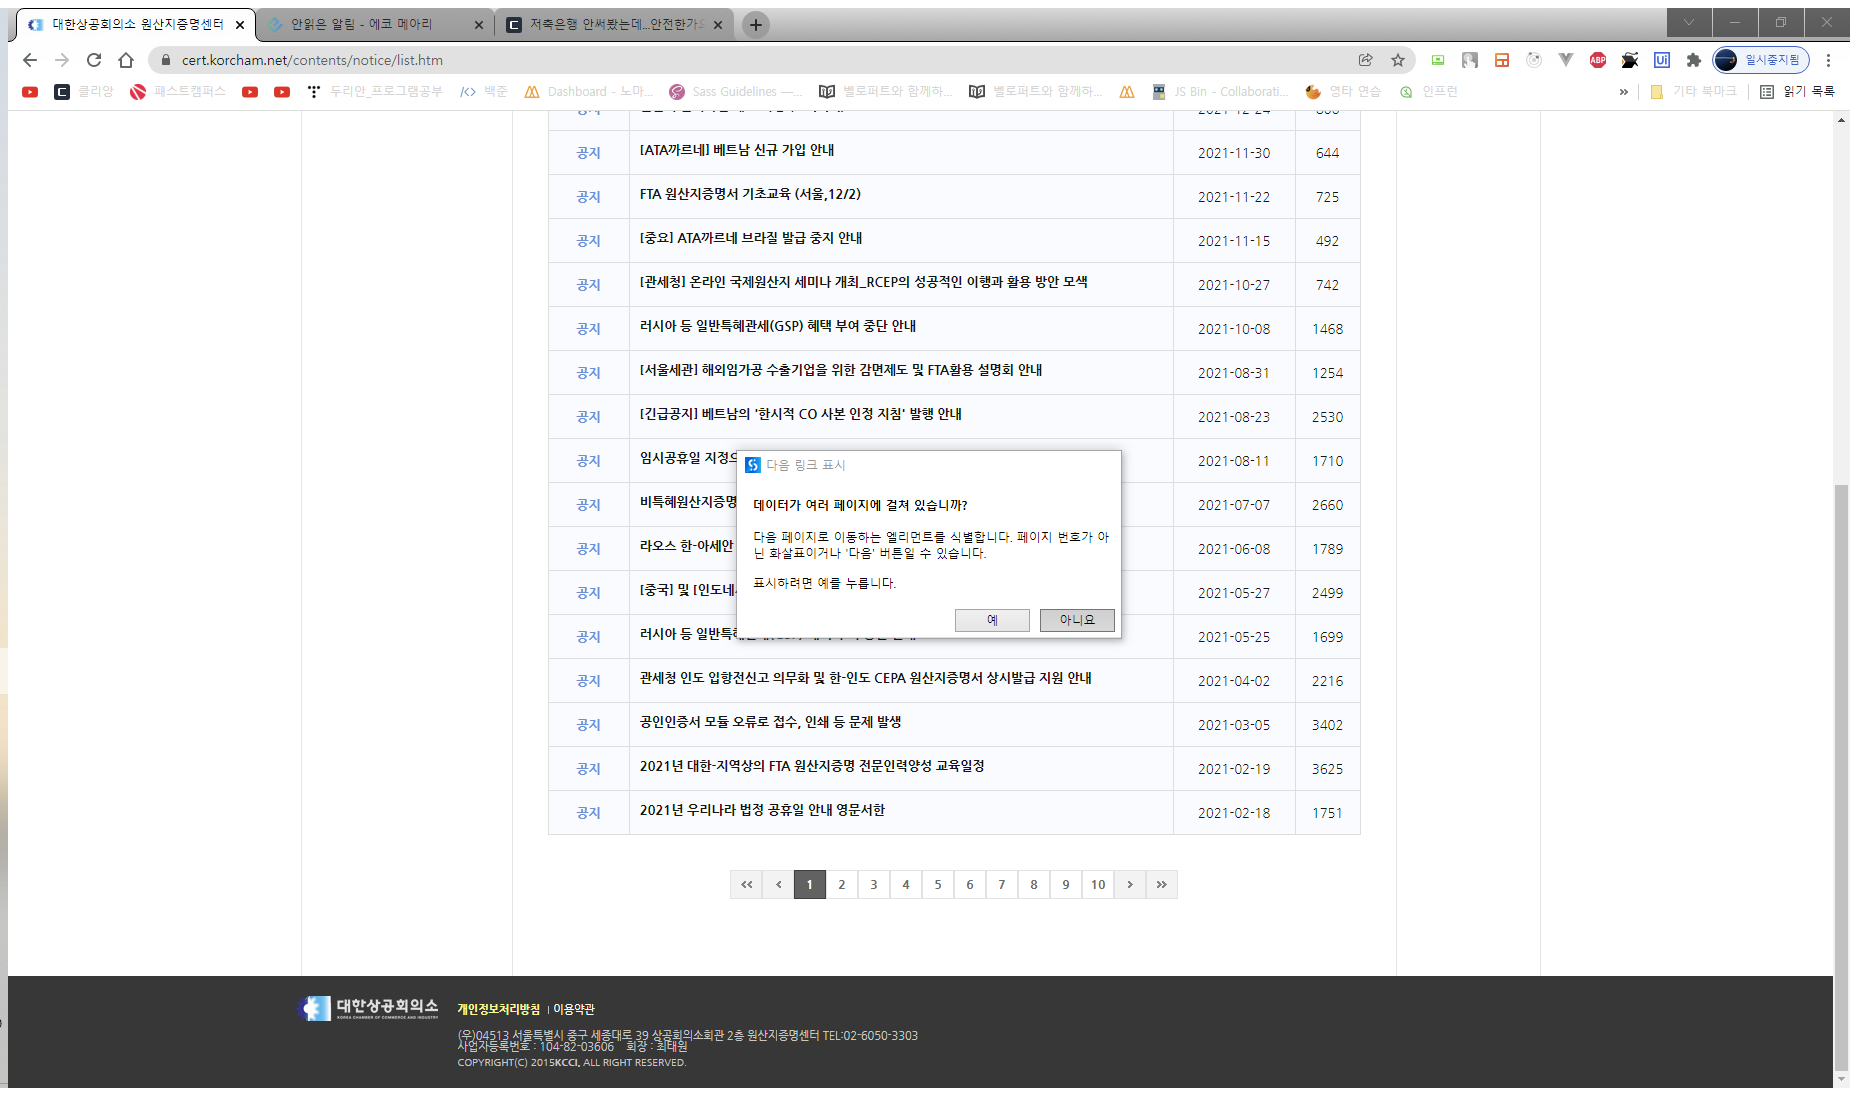 대한상공회의소 원산지증명센터
안읽은 알림 - 에코 메아리
저축은행 안써봤는데...안전한가요
cert.korcham.net/contents/notice/list.htm
ABP
Ui
일시중지됨
클리앙
패스트캠퍼스
두리안_프로그램공부
백준
Dashboard - 노마...
Sass Guidelines —...
벨로퍼트와 함께하...
벨로퍼트와 함께하...
JS Bin - Collaborati...
영타 연습
인프런
»
기타 북마크
읽기 목록
공지 2021-12-24
공지 [ATA까르네] 베트남 신규 가입 안내 2021-11-30 644
공지 FTA 원산지증명서 기초교육 (서울,12/2) 2021-11-22 725
공지 [중요] ATA까르네 브라질 발급 중지 안내 2021-11-15 492
공지 [관세청] 온라인 국제원산지 세미나 개최_RCEP의 성공적인 이행과 활용 방안 모색 2021-10-27 742
공지 러시아 등 일반특혜관세(GSP) 혜택 부여 중단 안내 2021-10-08 1468
공지 [서울세관] 해외임가공 수출기업을 위한 감면제도 및 FTA활용 설명회 안내 2021-08-31 1254
공지 [긴급공지] 베트남의 '한시적 CO 사본 인정 지침' 발행 안내 2021-08-23 2530
공지 임시공휴일 지정으 2021-08-11 1710
공지 비특혜원산지증명 2021-07-07 2660
공지 라오스 한-아세안 2021-06-08 1789
공지 [중국] 및 [인도네 2021-05-27 2499
공지 러시아 등 일반특혜 2021-05-25 1699
공지 관세청 인도 입항전신고 의무화 및 한-인도 CEPA 원산지증명서 상시발급 지원 안내 2021-04-02 2216
공지 공인인증서 모듈 오류로 접수, 인쇄 등 문제 발생 2021-03-05 3402
공지 2021년 대한-지역상의 FTA 원산지증명 전문인력양성 교육일정 2021-02-19 3625
공지 2021년 우리나라 법정 공휴일 안내 영문서한 2021-02-18 1751
다음 링크 표시
데이터가 여러 페이지에 걸쳐 있습니까?
다음 페이지로 이동하는 엘리먼트를 식별합니다. 페이지 번호가 아
닌 화살표이거나 '다음' 버튼일 수 있습니다.
표시하려면 예를 누릅니다.
예 아니요
« ‹ 1 2 3 4 5 6 7 8 9 10 › »
대한상공회의소
KOREA CHAMBER OF COMMERCE AND INDUSTRY
개인정보처리방침 | 이용약관
(우)04513 서울특별시 중구 세종대로 39 상공회의소회관 2층 원산지증명센터 TEL:02-6050-3303
사업자등록번호 : 104-82-03606 회장 : 최태원
COPYRIGHT(C) 2015KCCI, ALL RIGHT RESERVED.